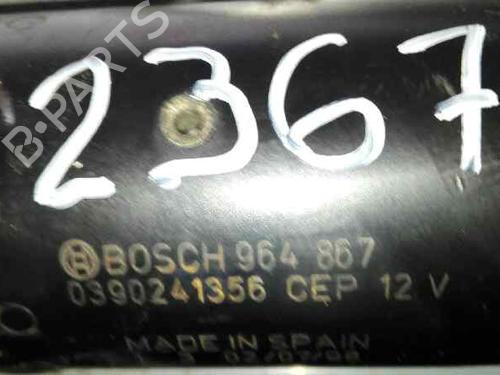 B-PARTS
2367
BOSCH 964 867
0390241356 CEP 12 V
MADE IN SPAIN